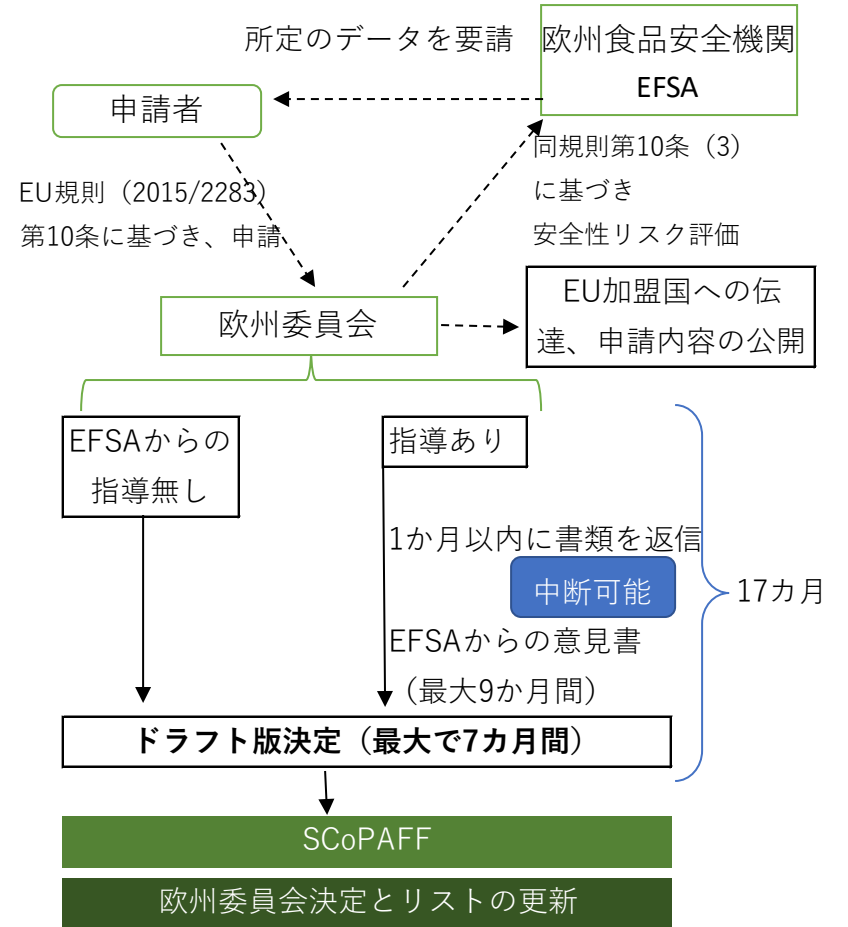 所定のデータを要請
欧州食品安全機関
EFSA
申請者
同規則第10条（3）
に基づき
安全性リスク評価
EU規則（2015/2283)
第10条に基づき、申請
欧州委員会
EU加盟国への伝
達、申請内容の公開
EFSAからの
指導無し
指導あり
1か月以内に書類を返信
中断可能
17カ月
EFSAからの意見書
（最大9か月間）
ドラフト版決定（最大で7カ月間）
SCoPAFF
欧州委員会決定とリストの更新